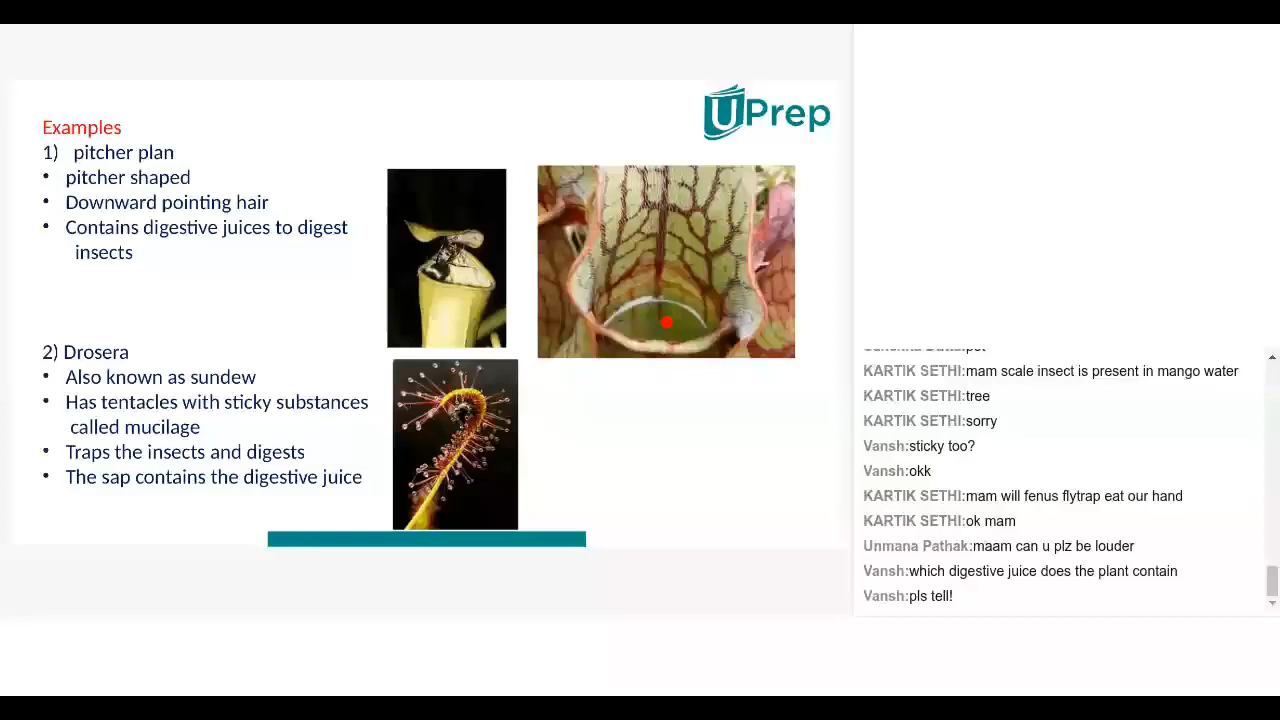 UPrep
Examples
1) pitcher plan
• pitcher shaped
• Downward pointing hair
• Contains digestive juices to digest
insects
2) Drosera
• Also known as sundew
• Has tentacles with sticky substances
called mucilage
• Traps the insects and digests
• The sap contains the digestive juice
KARTIK SETHI:mam scale insect is present in mango water
KARTIK SETHI:tree
KARTIK SETHI:sorry
Vansh:sticky too?
Vansh:okk
KARTIK SETHI:mam will fenus flytrap eat our hand
KARTIK SETHI:ok mam
Unmana Pathak:maam can u plz be louder
Vansh:which digestive juice does the plant contain
Vansh:pls tell!